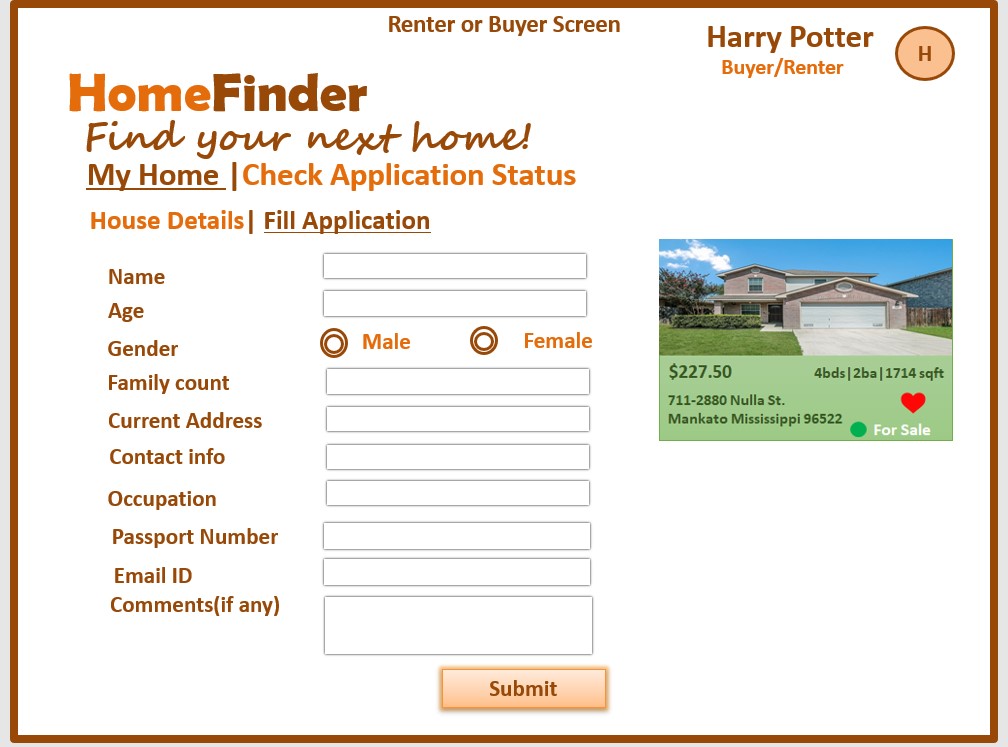 Renter or Buyer Screen
Harry Potter
Buyer/Renter
H
HomeFinder
Find your next home!
My Home |Check Application Status
House Details| Fill Application
Name
Age
Gender
Male
Female
Family count
Current Address
Contact info
Occupation
Passport Number
Email ID
Comments(if any)
Submit
$227.50
4bds|2ba|1714 sqft
711-2880 Nulla St.
Mankato Mississippi 96522
For Sale